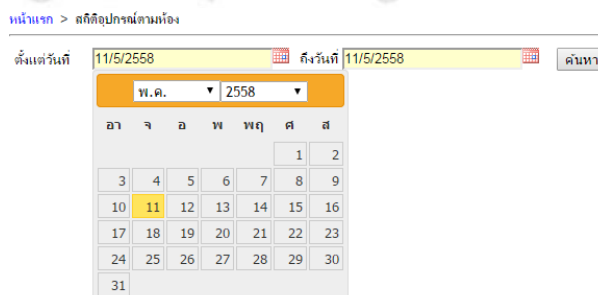 หน้าแรก > สถิติอุปกรณ์ตามห้อง
ตั้งแต่วันที่ 11/5/2558 ถึงวันที่ 11/5/2558 ค้นหา
พ.ค. 2558
อา จ อ พ พฤ ศ ส
1 2
3 4 5 6 7 8 9
10 11 12 13 14 15 16
17 18 19 20 21 22 23
24 25 26 27 28 29 30
31